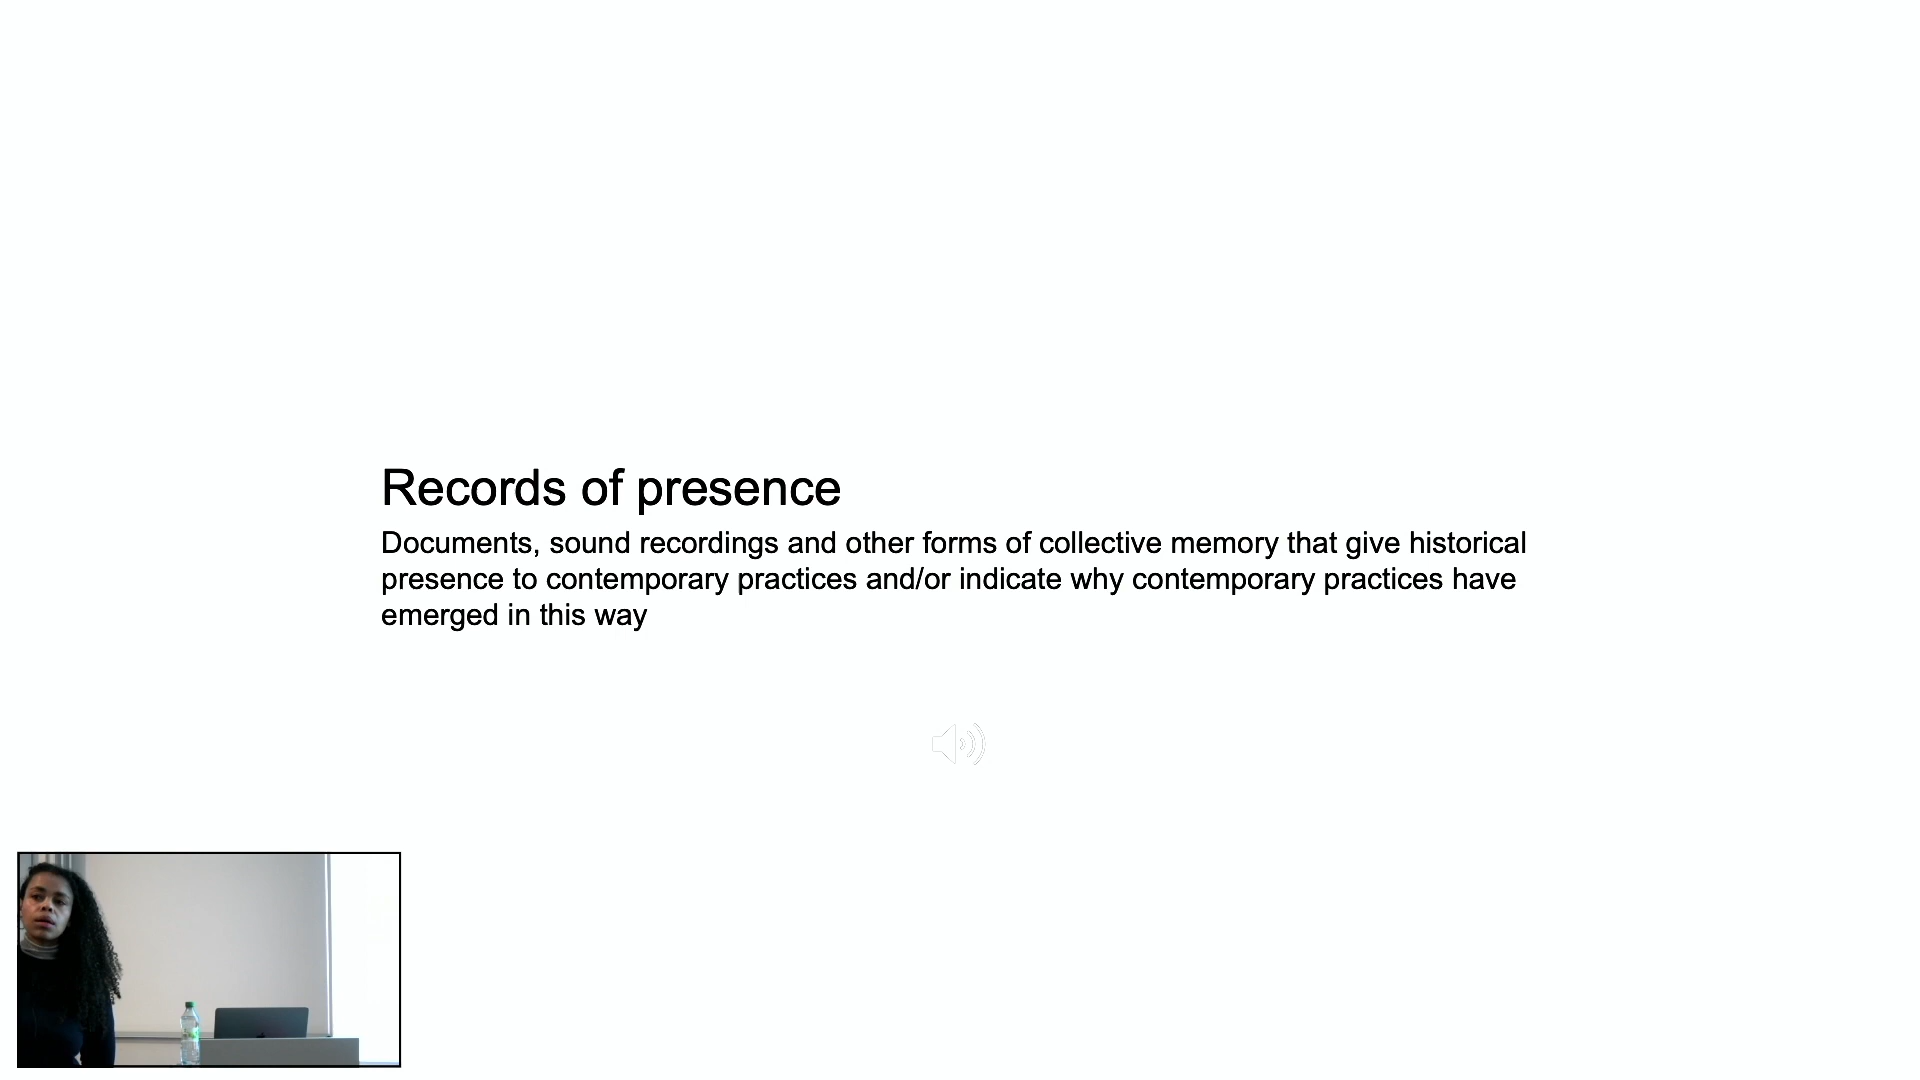 Records of presence
Documents, sound recordings and other forms of collective memory that give historical
presence to contemporary practices and/or indicate why contemporary practices have
emerged in this way